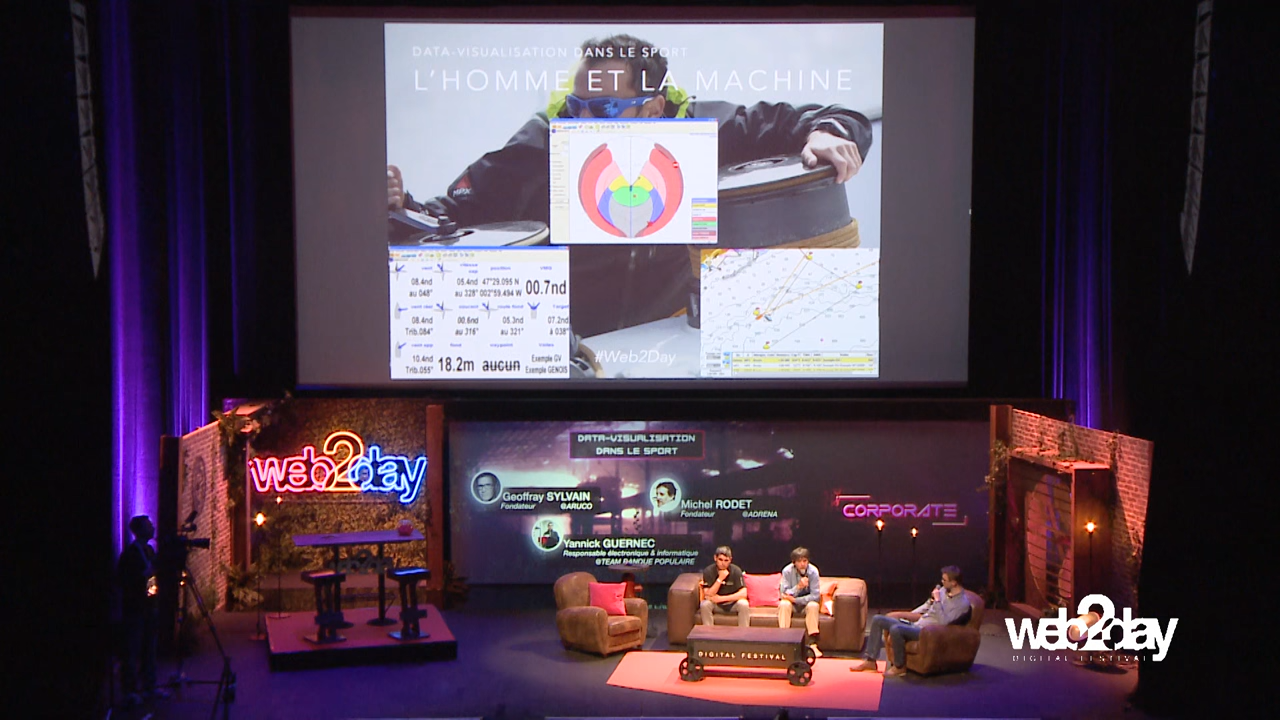 DATA-VISUALISATION DANS LE SPORT
L'HOMME ET LA MACHINE
vent
vitesse
position
VMG
08.4nd
au 048°
05.4nd
au 328°
47°29.095 N
002°59.494 W
00.7nd
08.4nd
Trib.084°
00.6nd
au 316°
05.3nd
au 321°
07.2nd
à 038°
10.4nd
Trib.055°
18.2m
aucun
Exemple GV
Exemple GENOIS
#Web2Day
web2day
DATA-VISUALISATION
DANS LE SPORT
Geoffray SYLVAIN
Fondateur @ARUCO
Michel RODET
Fondateur @ADRENA
Yannick GUERNEC
Responsable électronique & informatique
@TEAM BANQUE POPULAIRE
CORPORATE
DIGITAL FESTIVAL
web2day
DIGITAL FESTIVAL